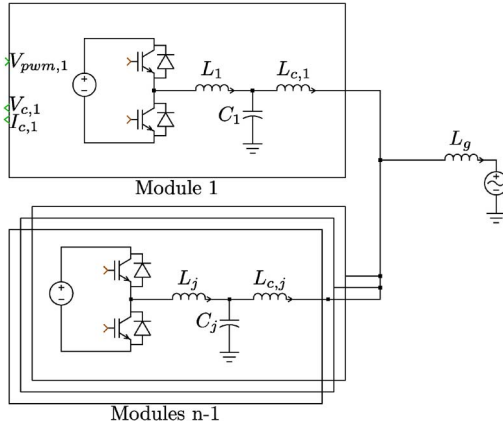 V_{pwm,1}
L_1
L_{c,1}
V_{c,1}
I_{c,1}
C_1
L_g
Module 1
L_j
L_{c,j}
C_j
Modules n-1